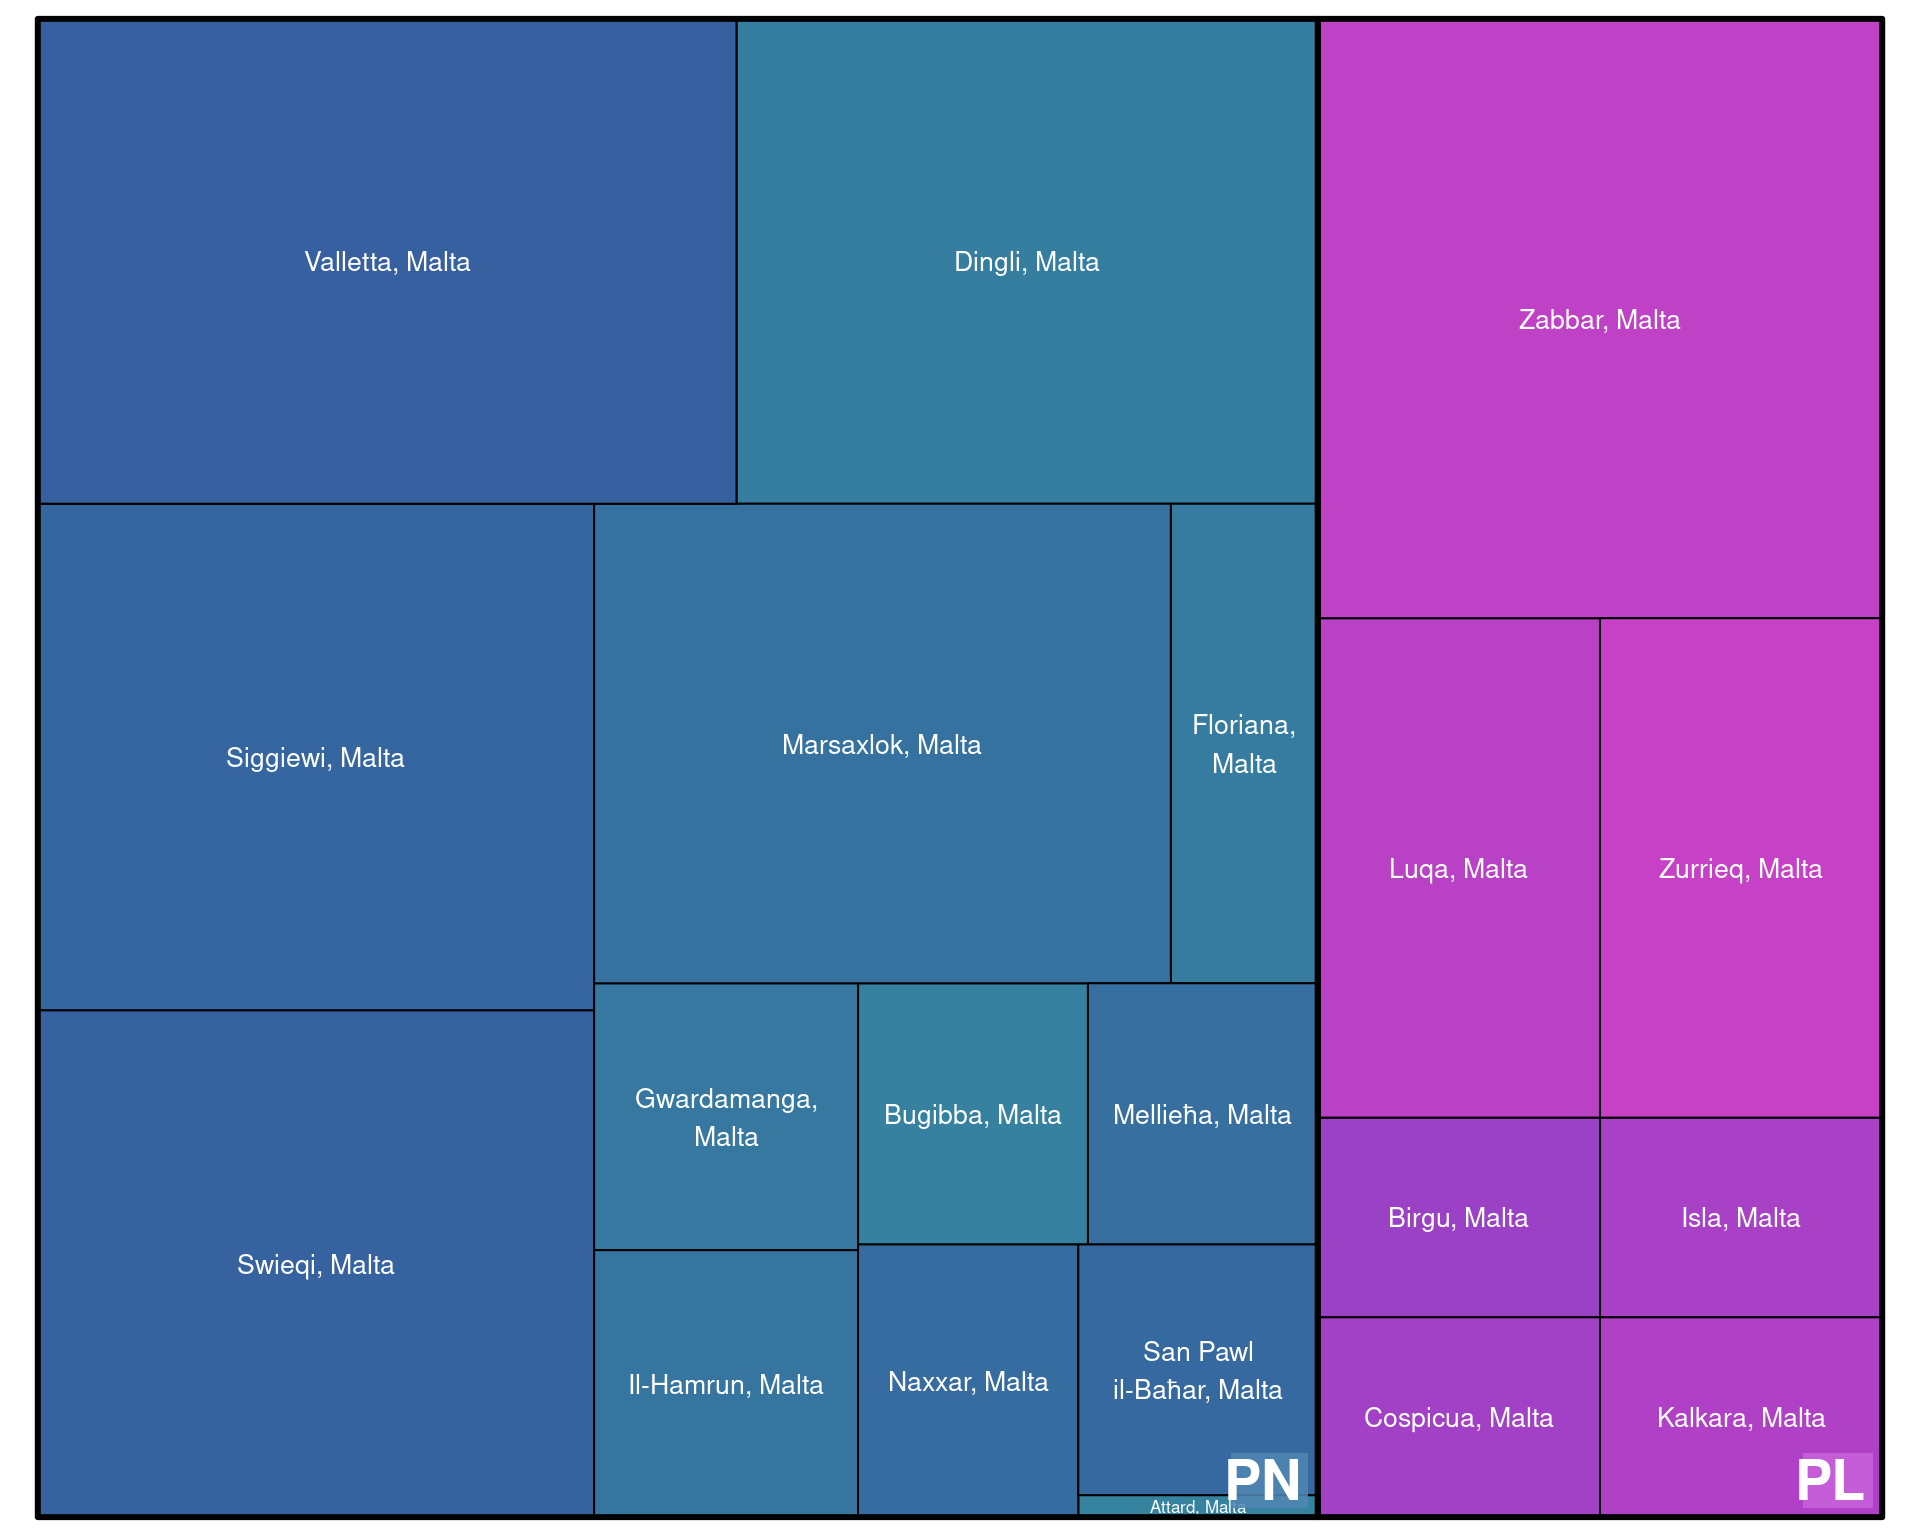 Valletta, Malta
Dingli, Malta
Zabbar, Malta
Siggiewi, Malta
Marsaxlok, Malta
Floriana,
Malta
Luqa, Malta
Zurrieq, Malta
Gwardamanga,
Malta
Bugibba, Malta
Mellieħa, Malta
Birgu, Malta
Isla, Malta
Swieqi, Malta
Il-Hamrun, Malta
Naxxar, Malta
San Pawl
il-Baħar, Malta
Cospicua, Malta
Kalkara, Malta
PN
PL
Attard, Malta